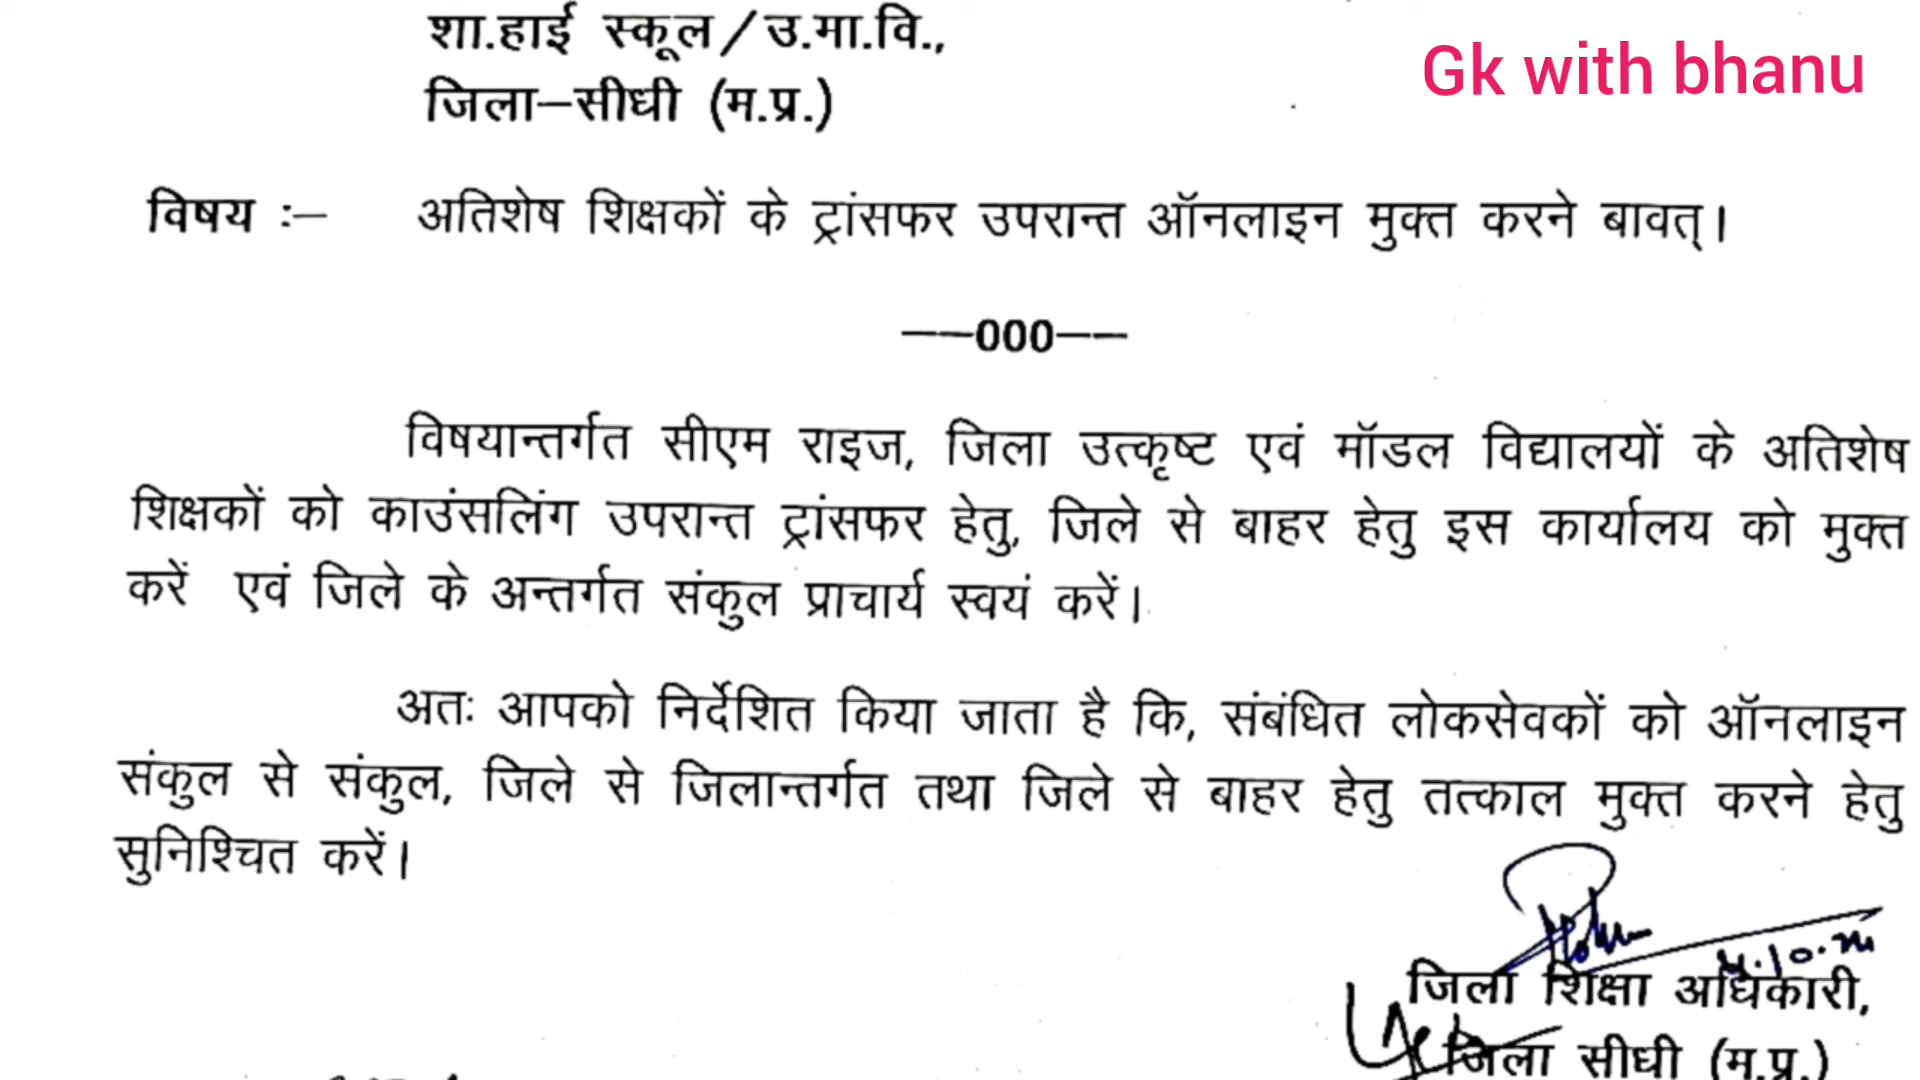 शा.हाई स्कूल/उ.मा.वि.,
Gk with bhanu
जिला–सीधी (म.प्र.)
विषय :– अतिशेष शिक्षकों के ट्रांसफर उपरान्त ऑनलाइन मुक्त करने बावत्।
——000——
विषयान्तर्गत सीएम राइज, जिला उत्कृष्ट एवं मॉडल विद्यालयों के अतिशेष
शिक्षकों को काउंसलिंग उपरान्त ट्रांसफर हेतु, जिले से बाहर हेतु इस कार्यालय को मुक्त
करें एवं जिले के अन्तर्गत संकुल प्राचार्य स्वयं करें।
अतः आपको निर्देशित किया जाता है कि, संबंधित लोकसेवकों को ऑनलाइन
संकुल से संकुल, जिले से जिलान्तर्गत तथा जिले से बाहर हेतु तत्काल मुक्त करने हेतु
सुनिश्चित करें।
जिला शिक्षा अधिकारी,
जिला सीधी (म.प्र.)